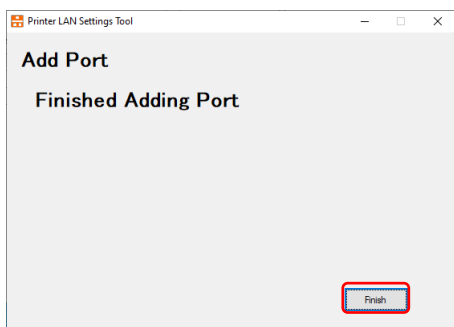 Printer LAN Settings Tool
Add Port
Finished Adding Port
Finish